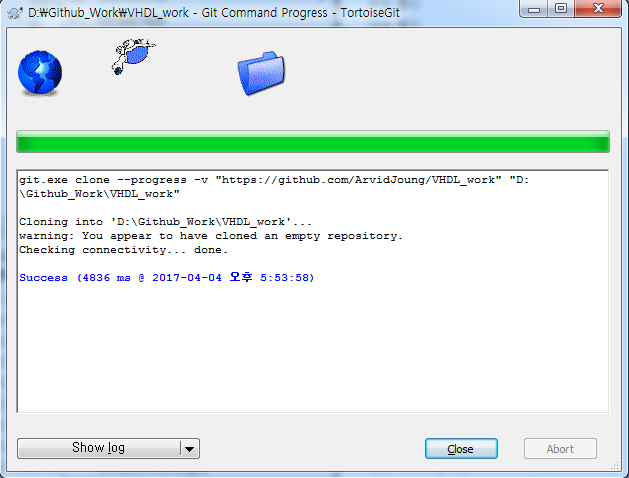 D:₩Github_Work₩VHDL_work - Git Command Progress - TortoiseGit
git.exe clone --progress -v "https://github.com/ArvidJoung/VHDL_work" "D:
\Github_Work\VHDL_work"
Cloning into 'D:\Github_Work\VHDL_work'...
warning: You appear to have cloned an empty repository.
Checking connectivity... done.
Success (4836 ms @ 2017-04-04 오후 5:53:58)
Show log
Close
Abort